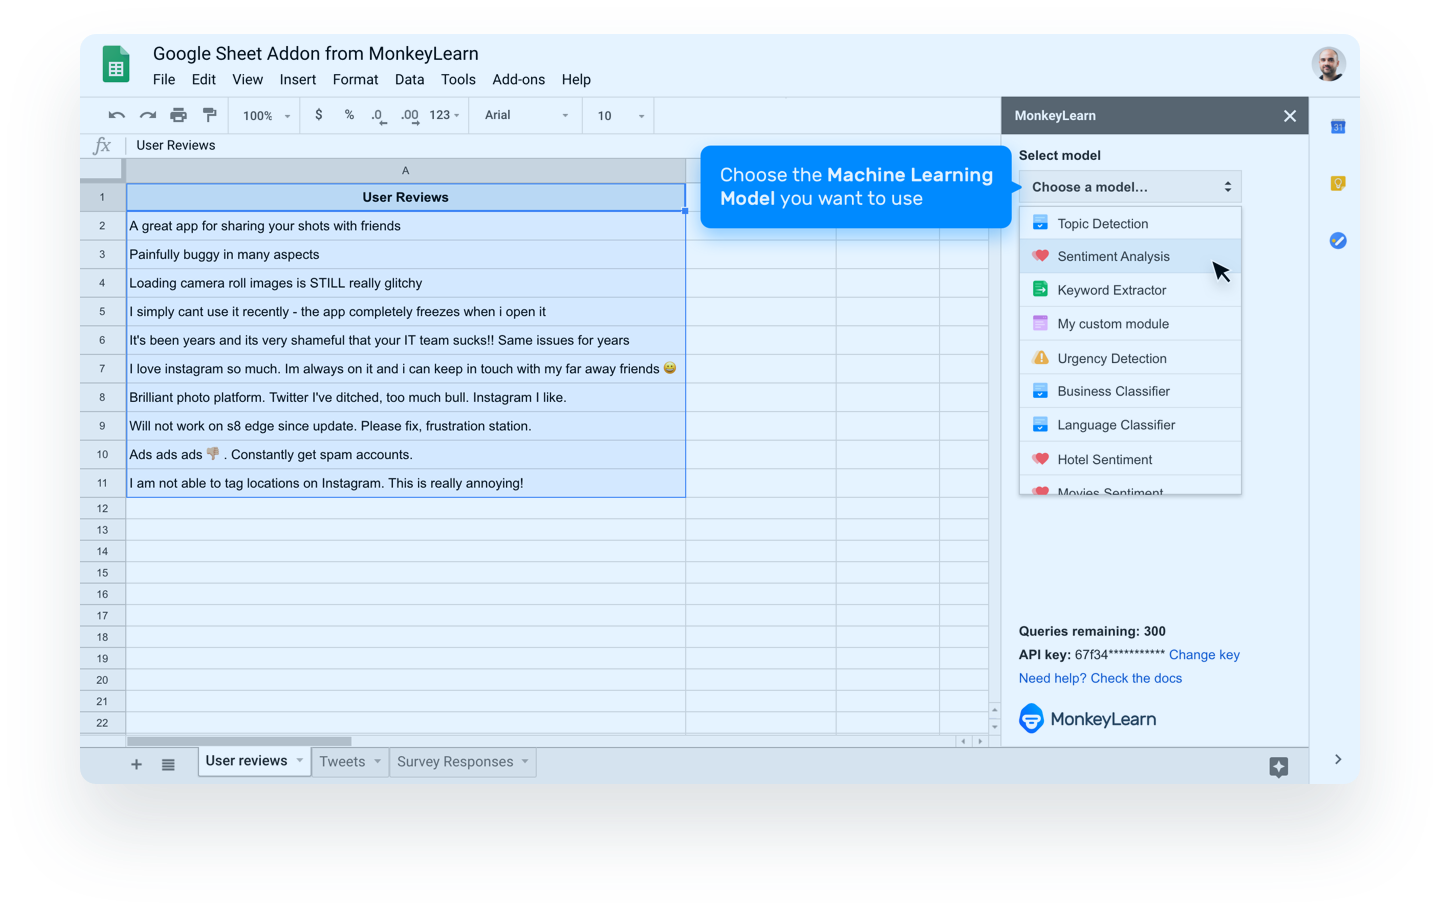 Google Sheet Addon from MonkeyLearn
File Edit View Insert Format Data Tools Add-ons Help
100% $ % .0 .00 123 Arial 10
MonkeyLearn
fx User Reviews
Select model
Choose the Machine Learning
Model you want to use
Choose a model...
A
1 User Reviews
2 A great app for sharing your shots with friends
3 Painfully buggy in many aspects
4 Loading camera roll images is STILL really glitchy
5 I simply cant use it recently - the app completely freezes when i open it
6 It's been years and its very shameful that your IT team sucks!! Same issues for years
7 I love instagram so much. Im always on it and i can keep in touch with my far away friends 😀
8 Brilliant photo platform. Twitter I've ditched, too much bull. Instagram I like.
9 Will not work on s8 edge since update. Please fix, frustration station.
10 Ads ads ads 👎🏽 . Constantly get spam accounts.
11 I am not able to tag locations on Instagram. This is really annoying!
12
13
14
15
16
17
18
19
20
21
22
Topic Detection
Sentiment Analysis
Keyword Extractor
My custom module
Urgency Detection
Business Classifier
Language Classifier
Hotel Sentiment
Movies Sentiment
31
Queries remaining: 300
API key: 67f34*********** Change key
Need help? Check the docs
MonkeyLearn
User reviews Tweets Survey Responses